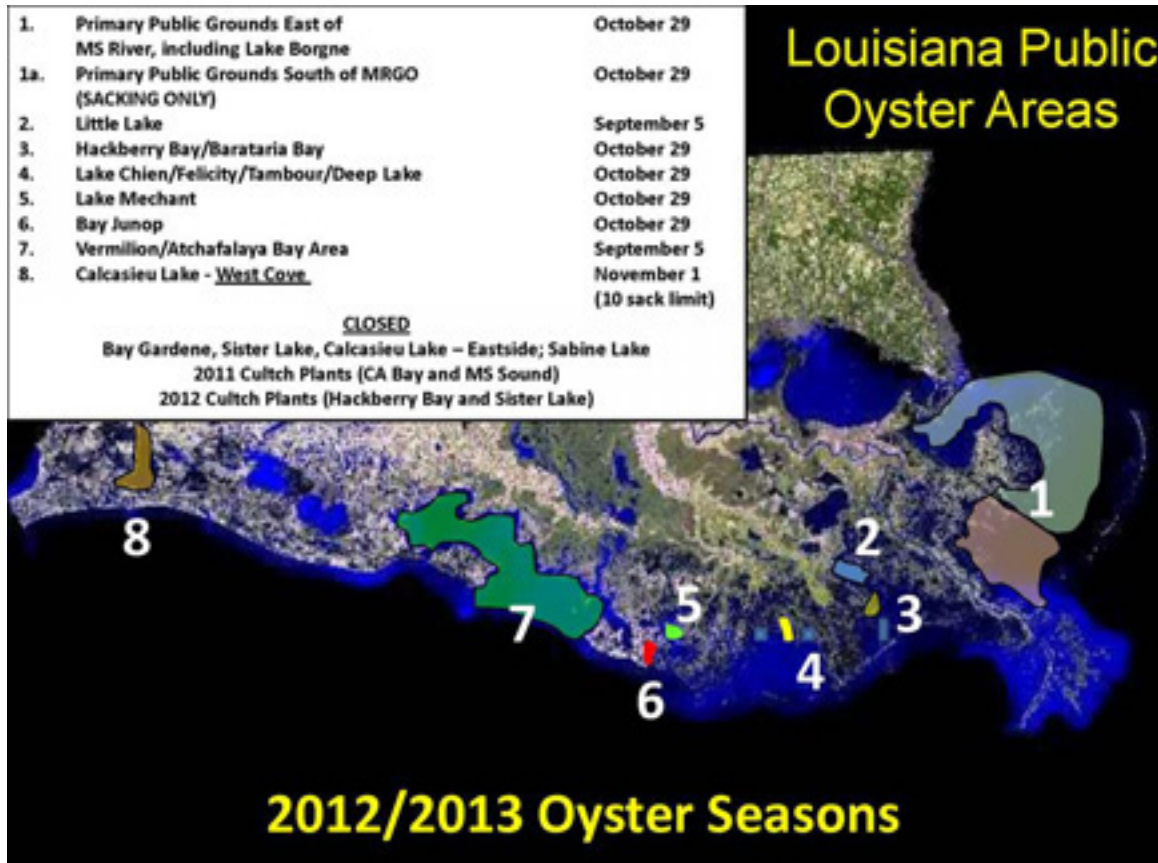 1. Primary Public Grounds East of October 29
MS River, including Lake Borgne
1a. Primary Public Grounds South of MRGO October 29
(SACKING ONLY)
2. Little Lake September 5
3. Hackberry Bay/Barataria Bay October 29
4. Lake Chien/Felicity/Tambour/Deep Lake October 29
5. Lake Mechant October 29
6. Bay Junop October 29
7. Vermilion/Atchafalaya Bay Area September 5
8. Calcasieu Lake - West Cove November 1
(10 sack limit)
CLOSED
Bay Gardene, Sister Lake, Calcasieu Lake – Eastside; Sabine Lake
2011 Cultch Plants (CA Bay and MS Sound)
2012 Cultch Plants (Hackberry Bay and Sister Lake)
Louisiana Public
Oyster Areas
1
2
3
4
5
6
7
8
2012/2013 Oyster Seasons